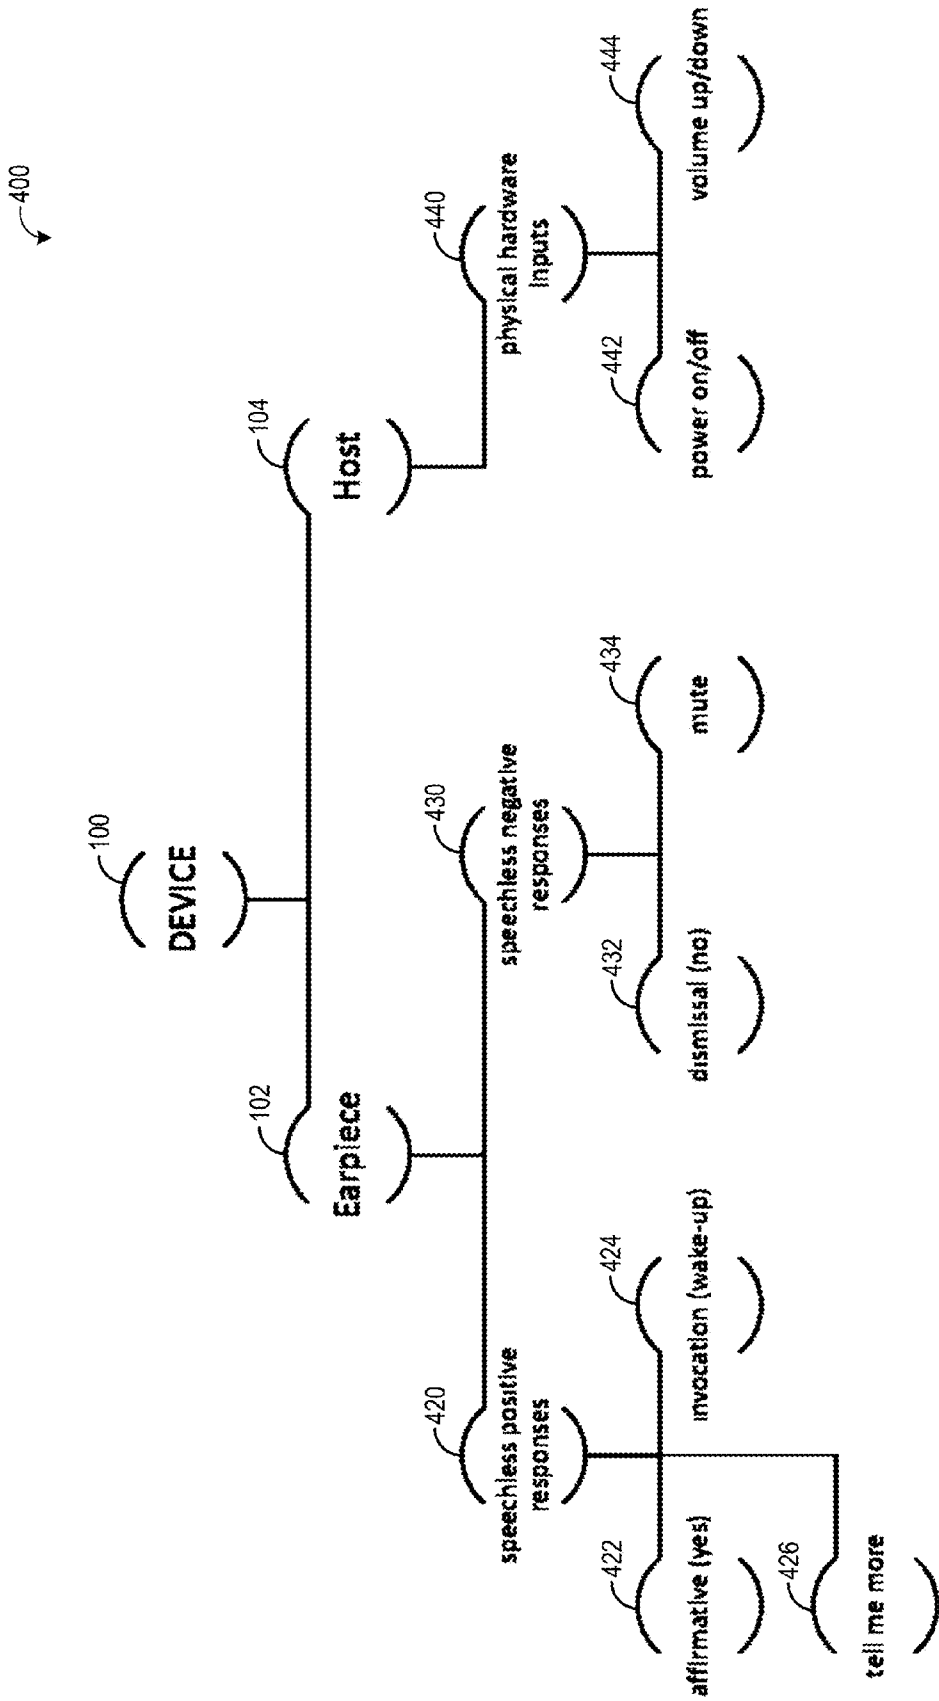 400
100
DEVICE
102
Earpiece
104
Host
420
speechless positive
responses
430
speechless negative
responses
440
physical hardware
inputs
422
affirmative (yes)
424
invocation (wake-up)
432
dismissal (no)
434
mute
442
power on/off
444
volume up/down
426
tell me more